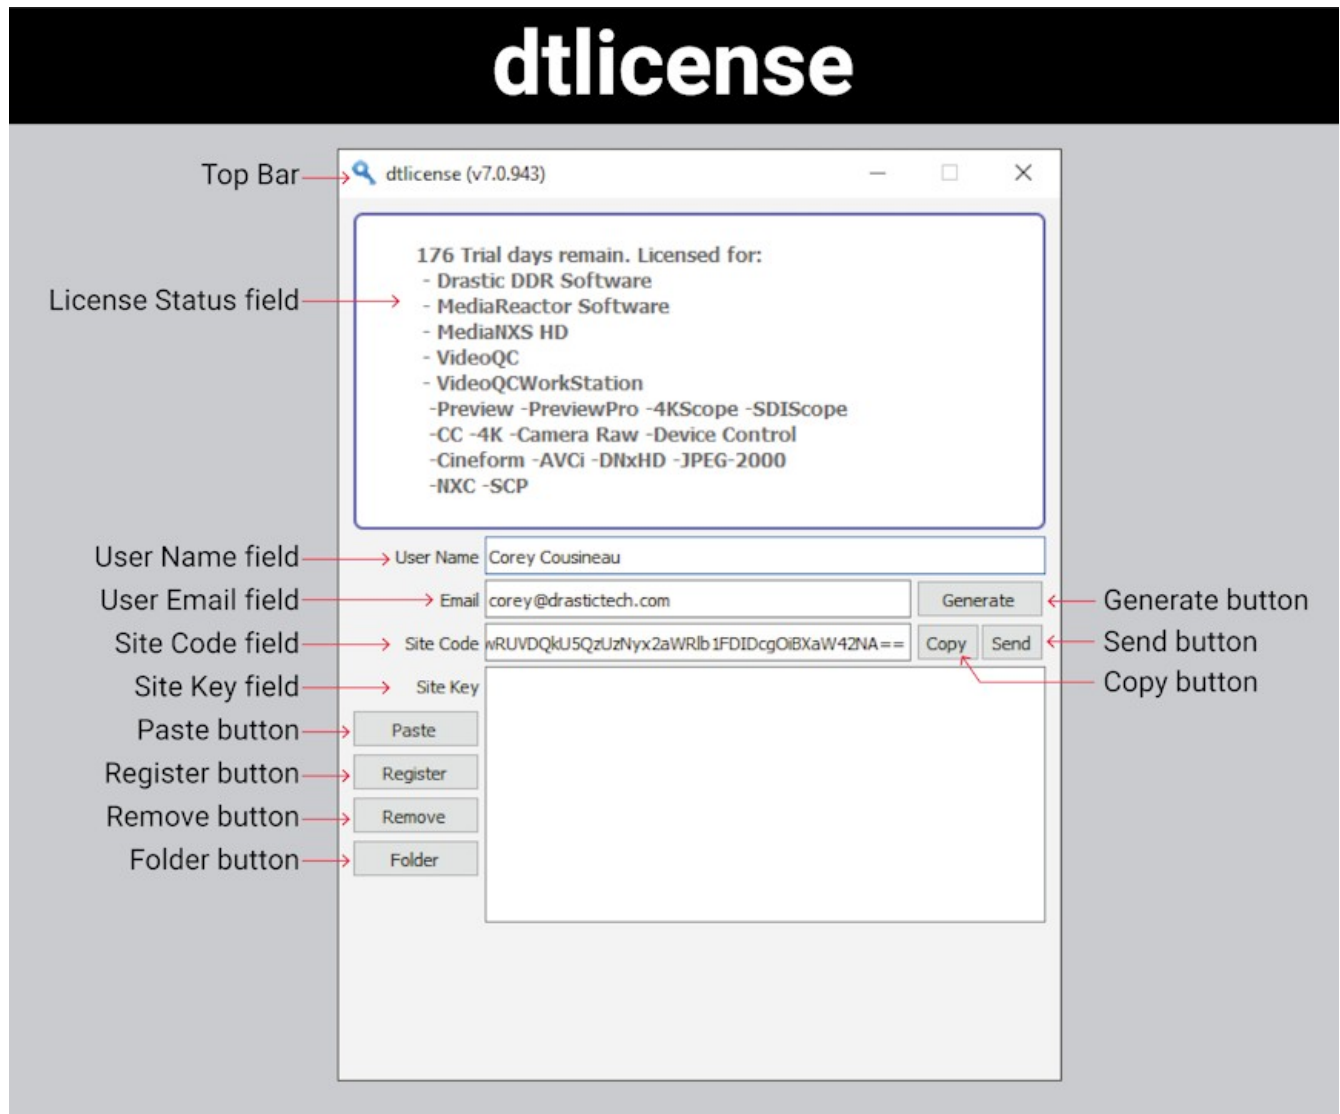 dtlicense
Top Bar
dtlicense (v7.0.943)
License Status field
176 Trial days remain. Licensed for:
- Drastic DDR Software
- MediaReactor Software
- MediaNXS HD
- VideoQC
- VideoQCWorkStation
-Preview -PreviewPro -4KScope -SDIScope
-CC -4K -Camera Raw -Device Control
-Cineform -AVCi -DNxHD -JPEG-2000
-NXC -SCP
User Name field
User Name Corey Cousineau
User Email field
Email corey@drastictech.com Generate
Generate button
Site Code field
Site Code wRUVDQkU5QzUzNyx2aWRlb1FDIDcgOiBXaW42NA== Copy Send
Send button
Copy button
Site Key field
Site Key
Paste button
Paste
Register button
Register
Remove button
Remove
Folder button
Folder